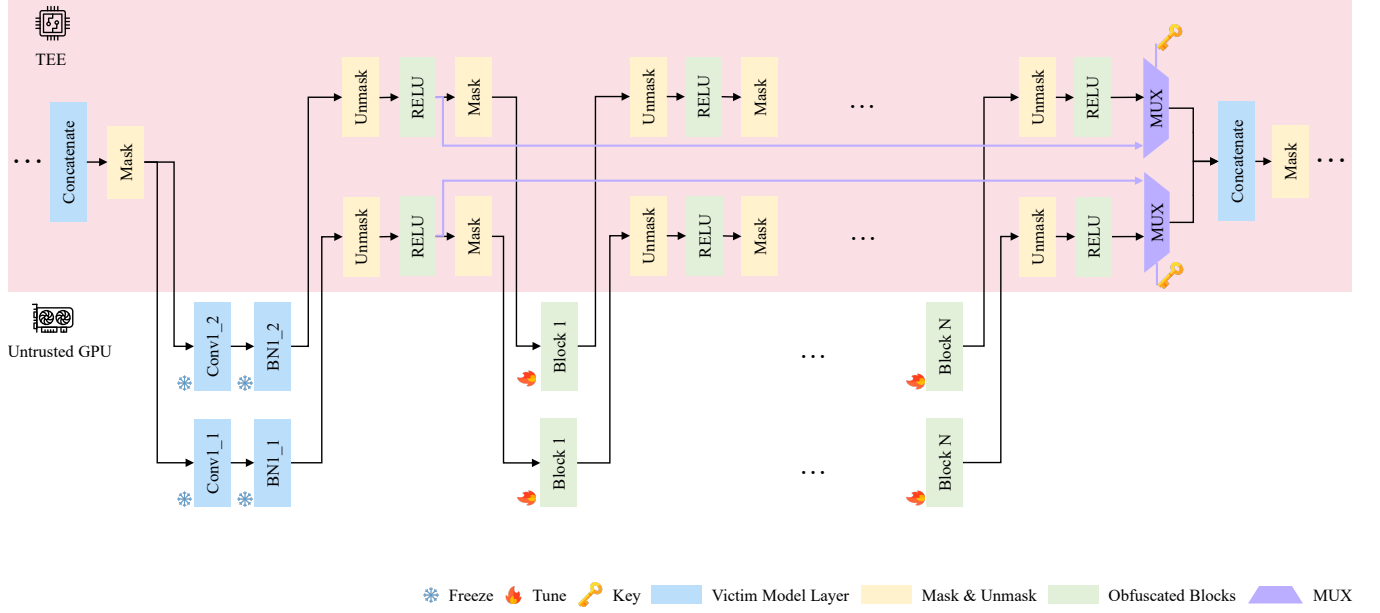 TEE
Unmask
RELU
Mask
Unmask
RELU
Mask
...
Unmask
RELU
MUX
...
Concatenate
Mask
Concatenate
Mask
...
Unmask
RELU
Mask
Unmask
RELU
Mask
...
Unmask
RELU
MUX
Untrusted GPU
Conv1_2
BN1_2
Block 1
...
Block N
Conv1_1
BN1_1
Block 1
...
Block N
Freeze Tune Key Victim Model Layer Mask & Unmask Obfuscated Blocks MUX